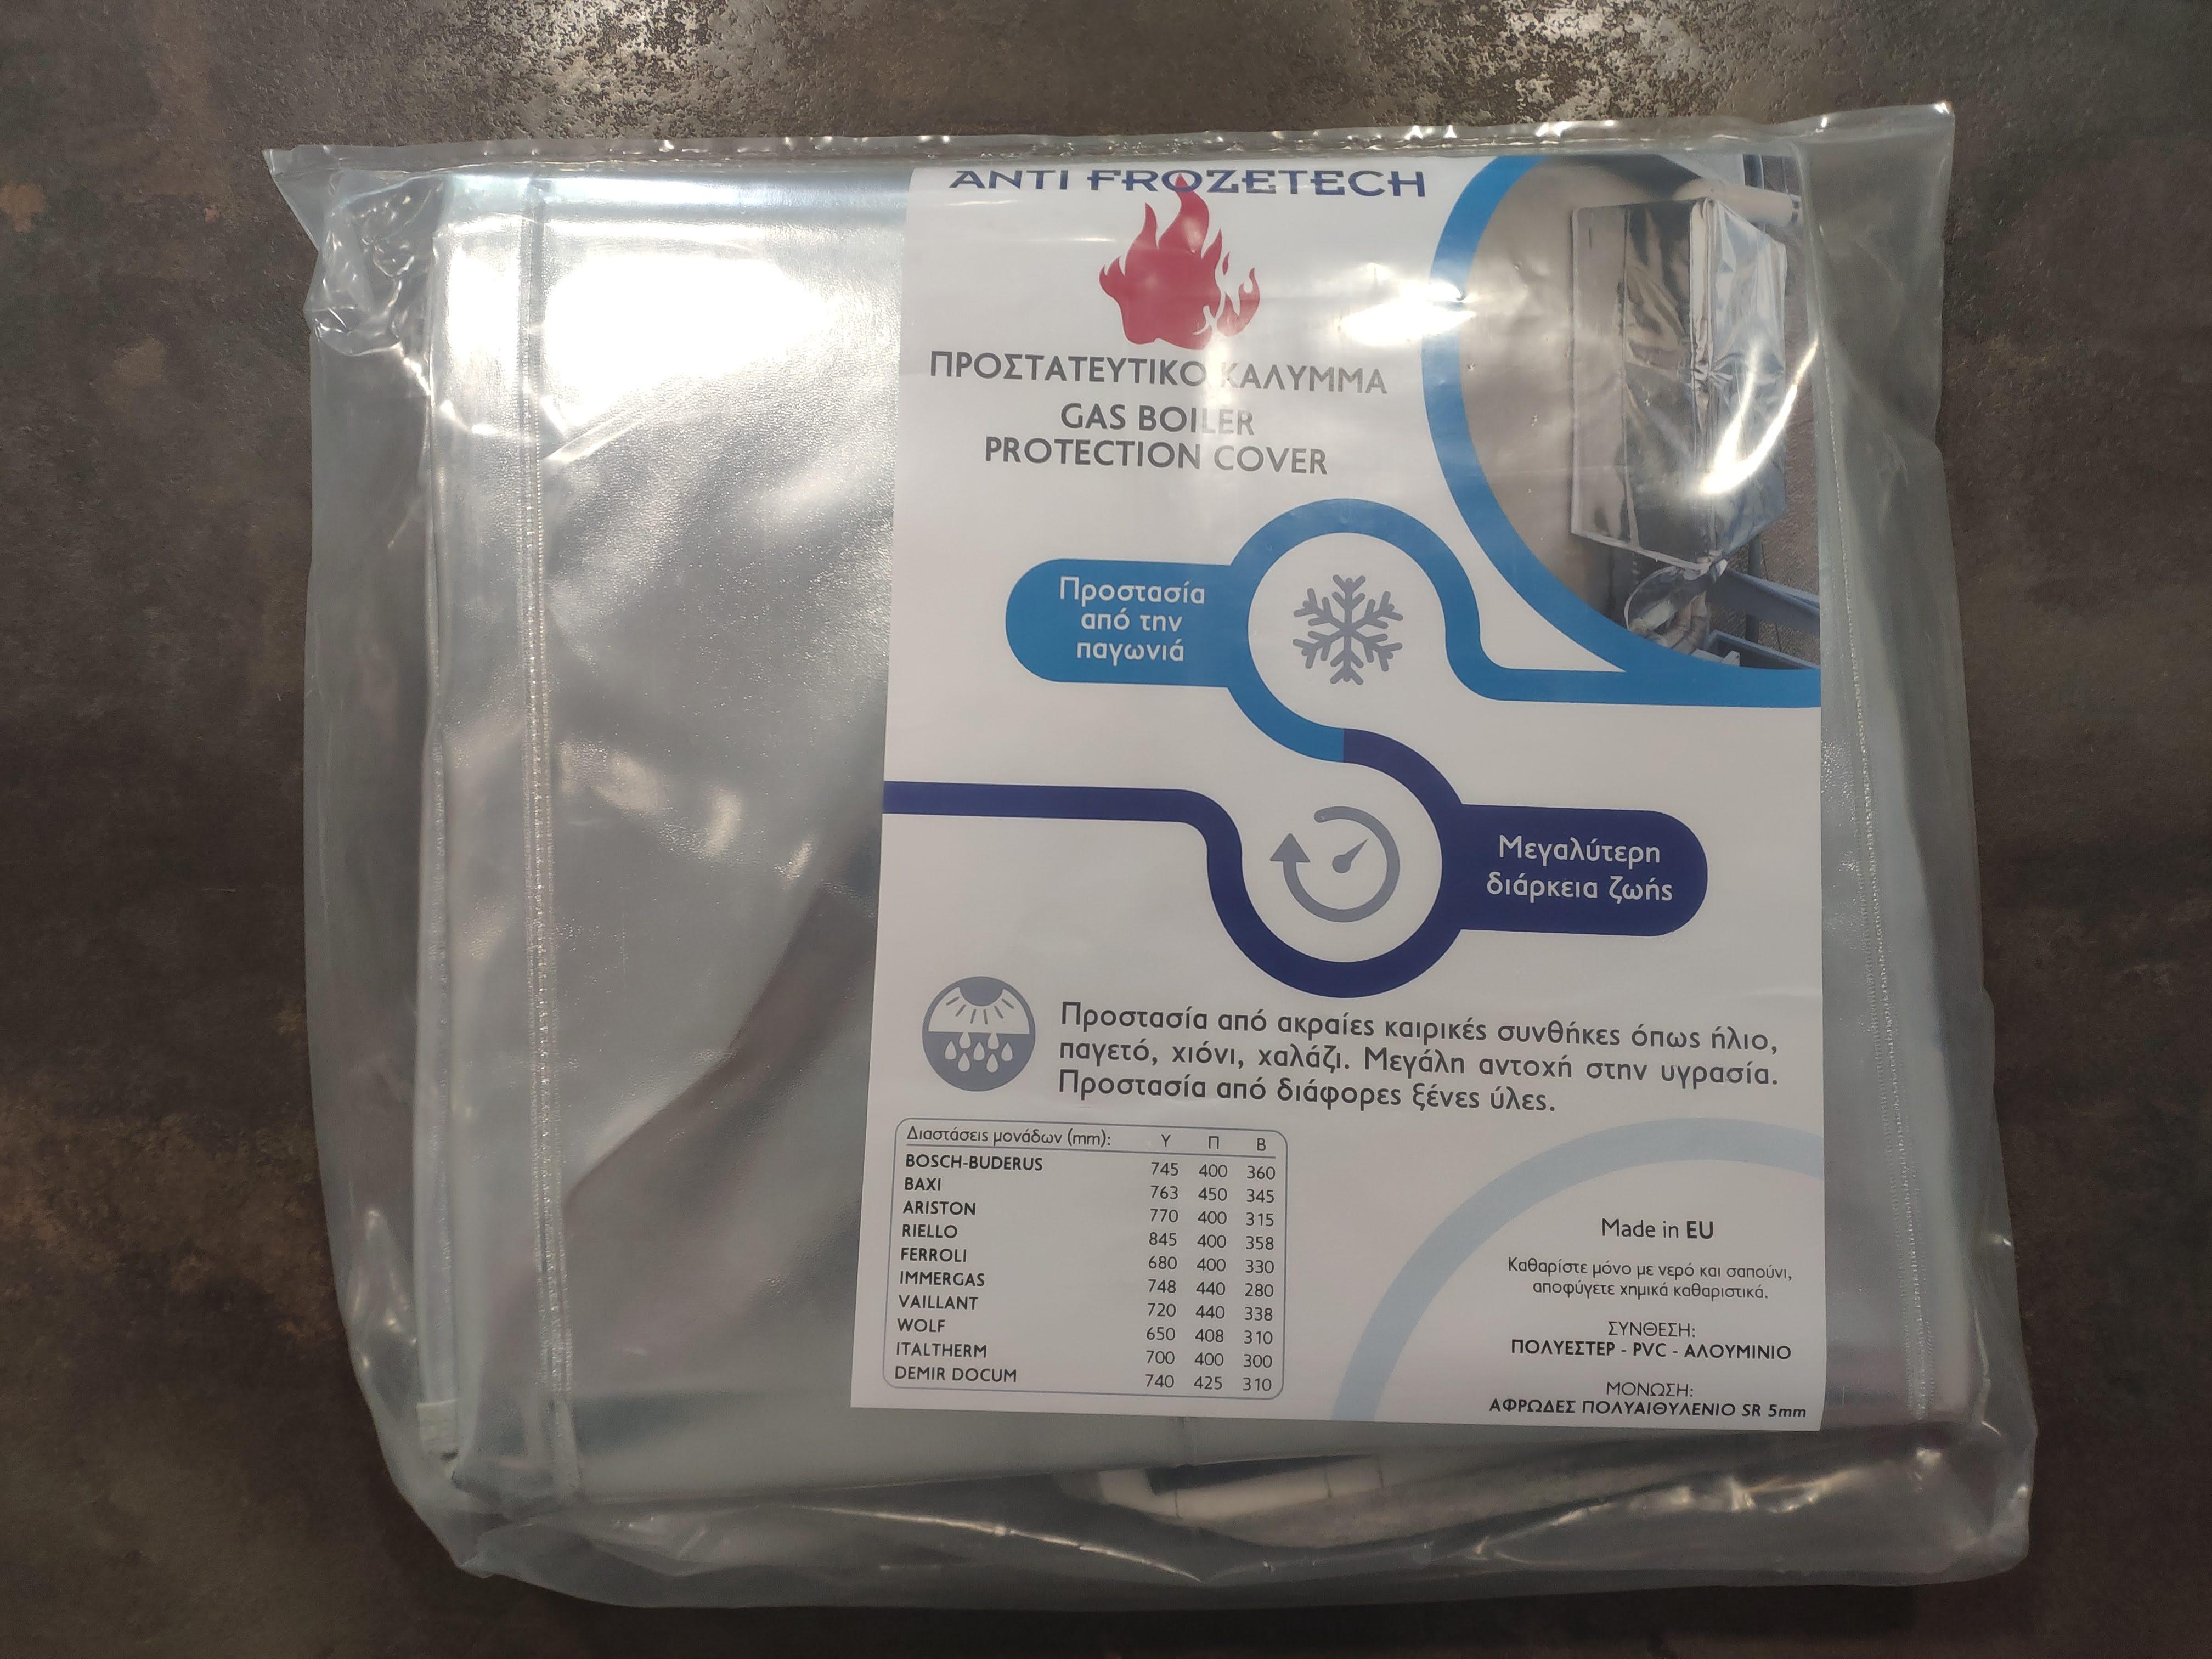 ANTI FROZETECH
ΠΡΟΣΤΑΤΕΥΤΙΚΟ ΚΑΛΥΜΜΑ
GAS BOILER
PROTECTION COVER
Προστασία
από την
παγωνιά
Μεγαλύτερη
διάρκεια ζωής
Προστασία από ακραίες καιρικές συνθήκες όπως ήλιο,
παγετό, χιόνι, χαλάζι. Μεγάλη αντοχή στην υγρασία.
Προστασία από διάφορες ξένες ύλες.
Διαστάσεις μονάδων (mm): Υ Π Β
BOSCH-BUDERUS 745 400 360
BAXI 763 450 345
ARISTON 770 400 315
RIELLO 845 400 358
FERROLI 680 400 330
IMMERGAS 748 440 280
VAILLANT 720 440 338
WOLF 650 408 310
ITALTHERM 700 400 300
DEMIR DOCUM 740 425 310
Made in EU
Καθαρίστε μόνο με νερό και σαπούνι,
αποφύγετε χημικά καθαριστικά.
ΣΥΝΘΕΣΗ:
ΠΟΛΥΕΣΤΕΡ - PVC - ΑΛΟΥΜΙΝΙΟ
ΜΟΝΩΣΗ:
ΑΦΡΩΔΕΣ ΠΟΛΥΑΙΘΥΛΕΝΙΟ SR 5mm